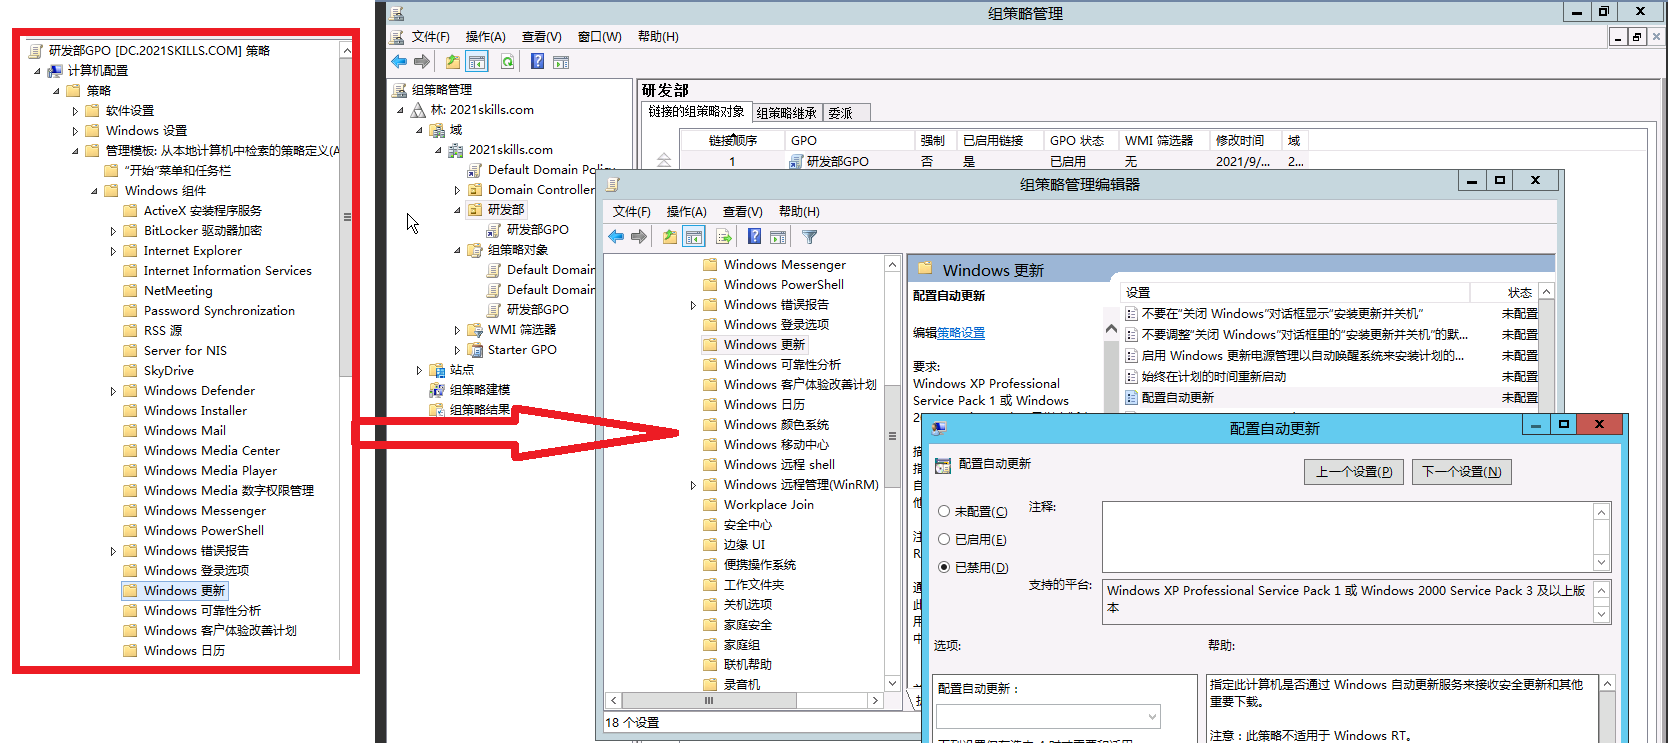 研发部GPO [DC.2021SKILLS.COM] 策略
计算机配置
策略
软件设置
Windows 设置
管理模板: 从本地计算机中检索的策略定义(A
"开始"菜单和任务栏
Windows 组件
ActiveX 安装程序服务
BitLocker 驱动器加密
Internet Explorer
Internet Information Services
NetMeeting
Password Synchronization
RSS 源
Server for NIS
SkyDrive
Windows Defender
Windows Installer
Windows Mail
Windows Media Center
Windows Media Player
Windows Media 数字权限管理
Windows Messenger
Windows PowerShell
Windows 错误报告
Windows 登录选项
Windows 更新
Windows 可靠性分析
Windows 客户体验改善计划
Windows 日历
组策略管理
文件(F) 操作(A) 查看(V) 窗口(W) 帮助(H)
组策略管理
林: 2021skills.com
域
2021skills.com
Default Domain Policy
Domain Controller
研发部
研发部GPO
组策略对象
Default Domain
Default Domain
研发部GPO
WMI 筛选器
Starter GPO
站点
组策略建模
组策略结果
研发部
链接的组策略对象 组策略继承 委派
链接顺序 GPO 强制 已启用链接 GPO 状态 WMI 筛选器 修改时间 域
1 研发部GPO 否 是 已启用 无 2021/9/... 2...
组策略管理编辑器
文件(F) 操作(A) 查看(V) 帮助(H)
Windows Messenger
Windows PowerShell
Windows 错误报告
Windows 登录选项
Windows 更新
Windows 可靠性分析
Windows 客户体验改善计划
Windows 日历
Windows 颜色系统
Windows 移动中心
Windows 远程 shell
Windows 远程管理(WinRM)
Workplace Join
安全中心
边缘 UI
便携操作系统
工作文件夹
关机选项
家庭安全
家庭组
联机帮助
录音机
18 个设置
Windows 更新
配置自动更新
编辑策略设置
要求:
Windows XP Professional
Service Pack 1 或 Windows
设置 状态
不要在"关闭 Windows"对话框显示"安装更新并关机" 未配置
不要调整"关闭 Windows"对话框里的"安装更新并关机"的默... 未配置
启用 Windows 更新电源管理以自动唤醒系统来安装计划的... 未配置
始终在计划的时间重新启动 未配置
配置自动更新 未配置
配置自动更新
配置自动更新
上一个设置(P) 下一个设置(N)
未配置(C)
已启用(E)
已禁用(D)
注释:
支持的平台:
Windows XP Professional Service Pack 1 或 Windows 2000 Service Pack 3 及以上版
本
选项:
帮助:
配置自动更新：
指定此计算机是否通过 Windows 自动更新服务来接收安全更新和其他
重要下载。
注意：此策略不适用于 Windows RT。